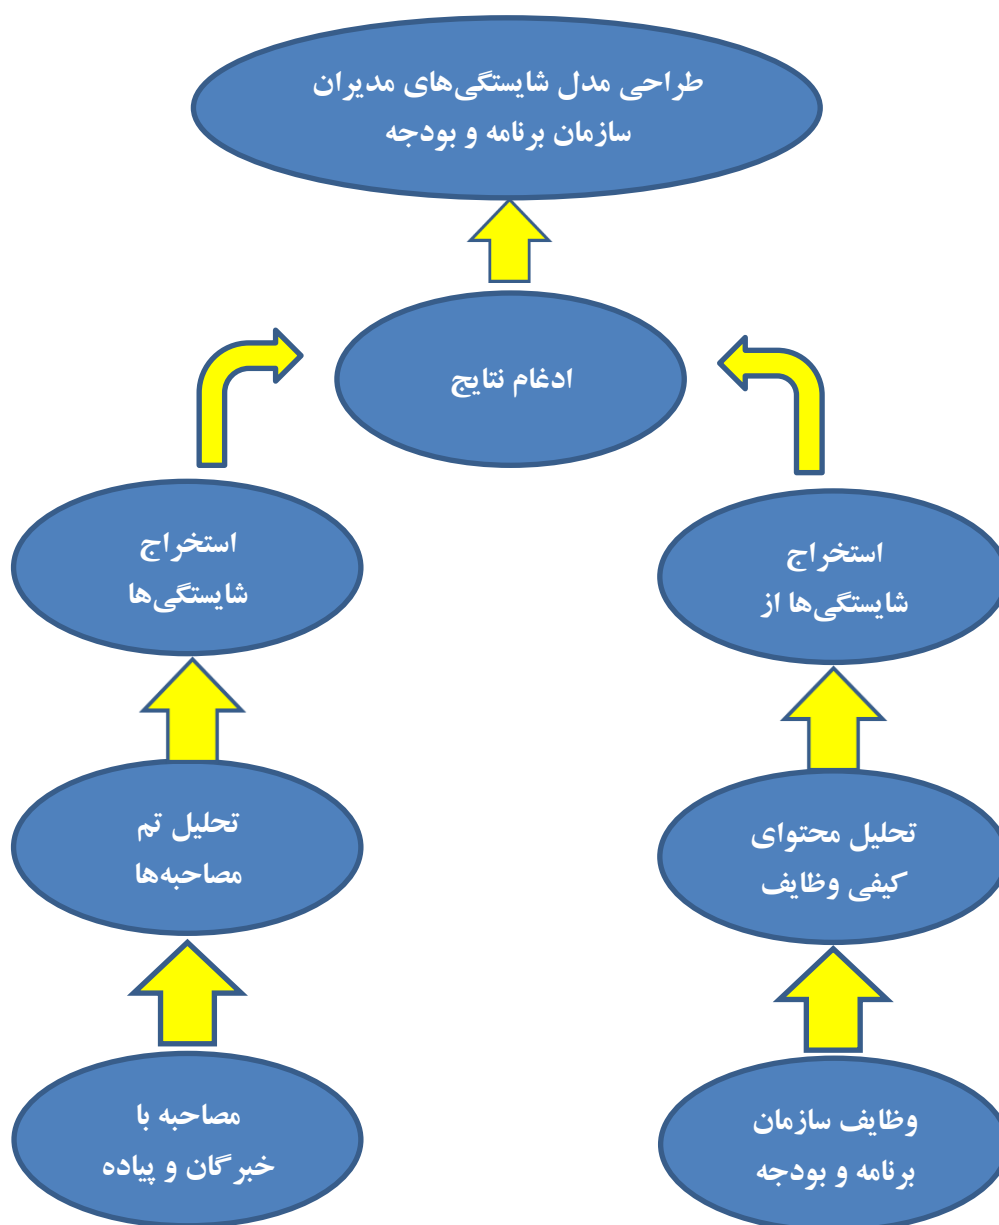 طراحی مدل شایستگی‌های مدیران
سازمان برنامه و بودجه
ادغام نتایج
استخراج
شایستگی‌ها از
استخراج
شایستگی‌ها
تحلیل محتوای
کیفی وظایف
تحلیل تم
مصاحبه‌ها
وظایف سازمان
برنامه و بودجه
مصاحبه با
خبرگان و پیاده